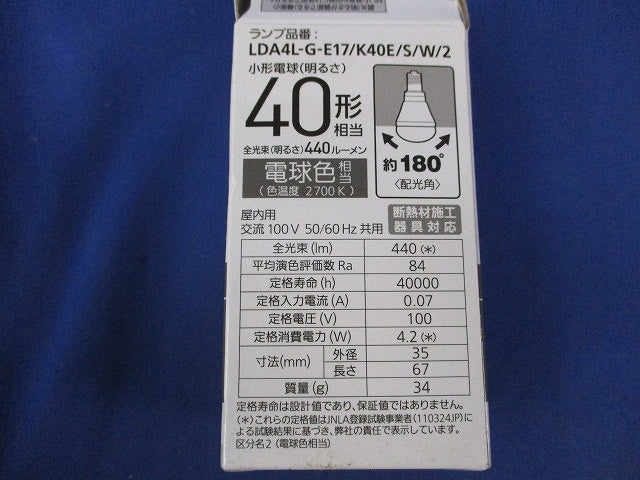 ランプ品番：
LDA4L-G-E17/K40E/S/W/2
小形電球(明るさ)
40形相当
全光束(明るさ)440ルーメン
電球色相当
(色温度 2700K)
約180°
〈配光角〉
屋内用
交流100V 50/60Hz 共用
断熱材施工
器具対応
全光束(lm) 440(＊)
平均演色評価数 Ra 84
定格寿命(h) 40000
定格入力電流(A) 0.07
定格電圧(V) 100
定格消費電力(W) 4.2(＊)
寸法(mm) 外径 35
長さ 67
質量(g) 34
定格寿命は設計値であり、保証値ではありません。
(＊)これらの定格値はJNLA登録試験事業者(110324JP)に
よる試験結果に基づき、弊社の責任で表示しています。
区分名2（電球色相当）